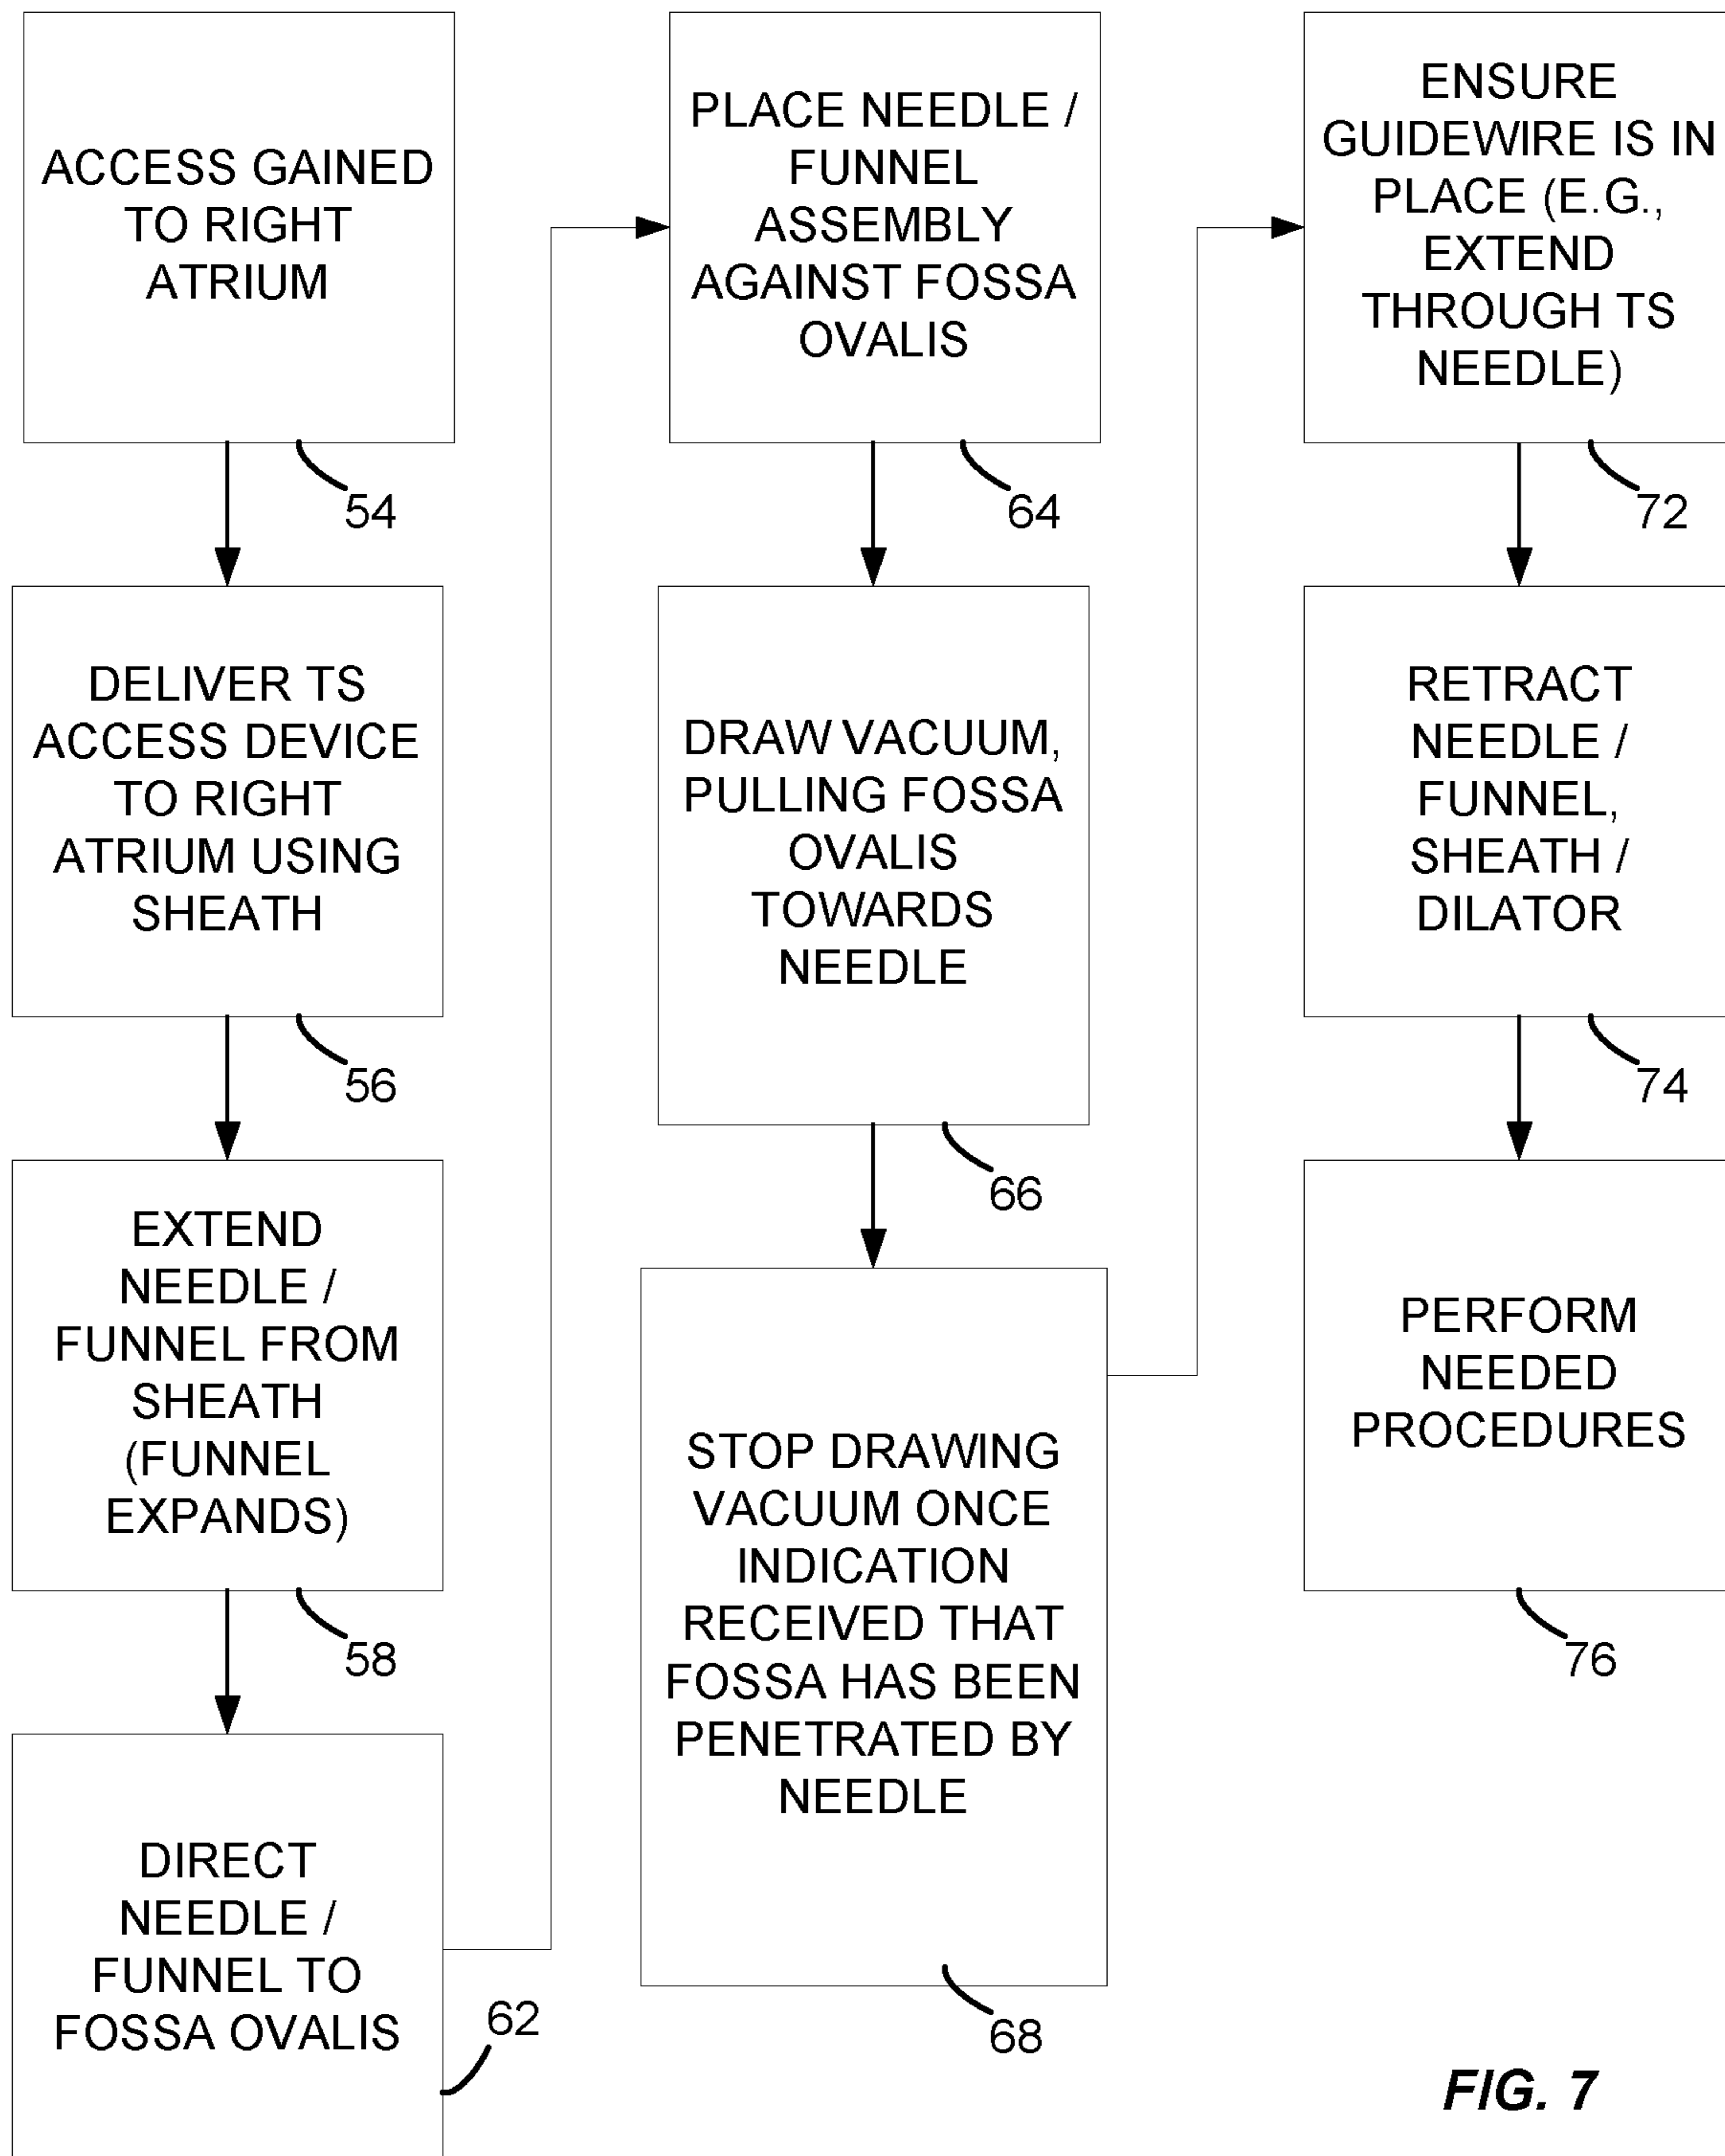 ACCESS GAINED
TO RIGHT
ATRIUM
54
DELIVER TS
ACCESS DEVICE
TO RIGHT
ATRIUM USING
SHEATH
56
EXTEND
NEEDLE /
FUNNEL FROM
SHEATH
(FUNNEL
EXPANDS)
58
DIRECT
NEEDLE /
FUNNEL TO
FOSSA OVALIS
62
PLACE NEEDLE /
FUNNEL
ASSEMBLY
AGAINST FOSSA
OVALIS
64
DRAW VACUUM,
PULLING FOSSA
OVALIS
TOWARDS
NEEDLE
66
STOP DRAWING
VACUUM ONCE
INDICATION
RECEIVED THAT
FOSSA HAS BEEN
PENETRATED BY
NEEDLE
68
ENSURE
GUIDEWIRE IS IN
PLACE (E.G.,
EXTEND
THROUGH TS
NEEDLE)
72
RETRACT
NEEDLE /
FUNNEL,
SHEATH /
DILATOR
74
PERFORM
NEEDED
PROCEDURES
76
FIG. 7